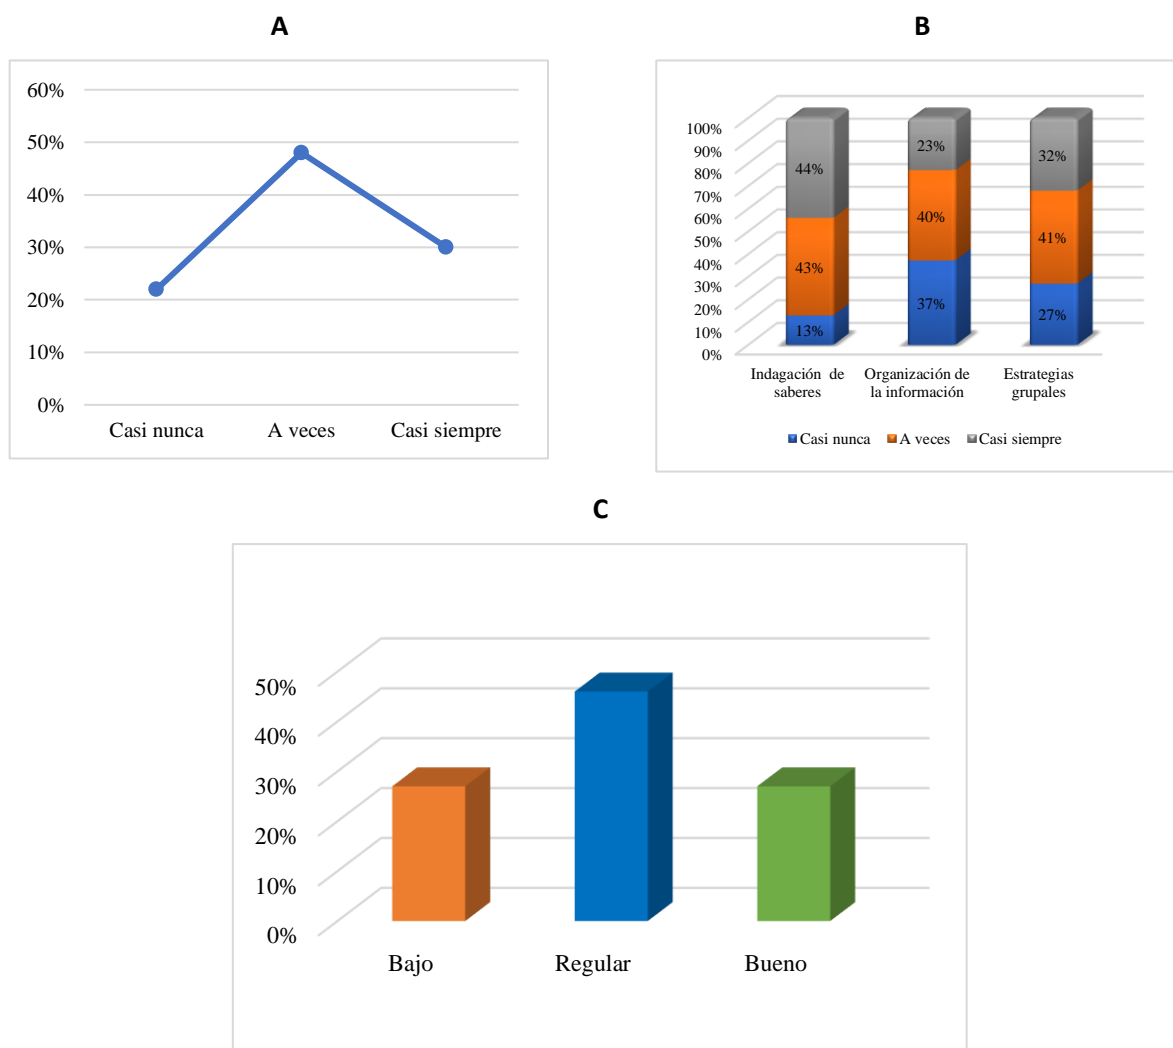 A
60%
50%
40%
30%
20%
10%
0%
Casi nunca A veces Casi siempre
B
100%
90%
80%
70%
60%
50%
40%
30%
20%
10%
0%
44% 23% 32%
43% 40% 41%
13% 37% 27%
Indagación de saberes
Organización de la información
Estrategias grupales
Casi nunca A veces Casi siempre
C
50%
40%
30%
20%
10%
0%
Bajo Regular Bueno